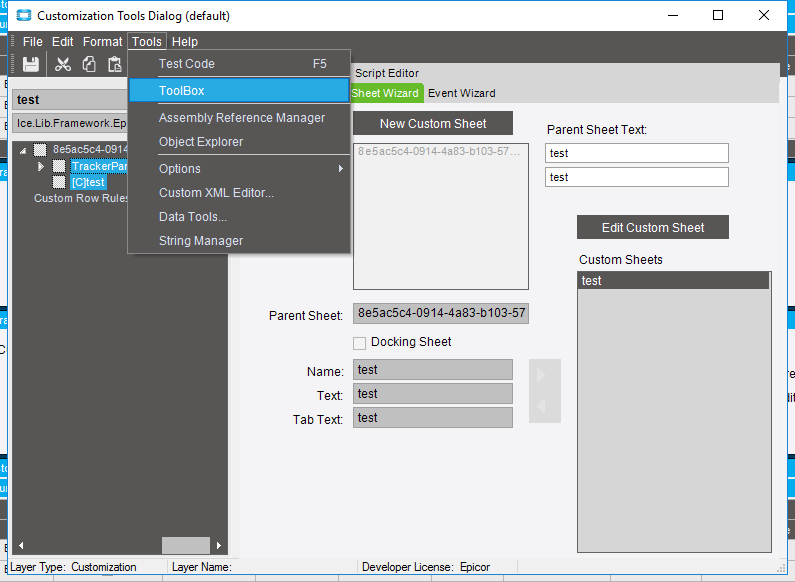 Customization Tools Dialog (default)
File Edit Format Tools Help
Test Code F5
ToolBox
Assembly Reference Manager
Object Explorer
Options
Custom XML Editor...
Data Tools...
String Manager
Script Editor
Sheet Wizard Event Wizard
test
Ice.Lib.Framework.Ep
8e5ac5c4-0914
TrackerPar
[C]test
Custom Row Rules
New Custom Sheet
8e5ac5c4-0914-4a83-b103-57...
Parent Sheet Text:
test
test
Edit Custom Sheet
Custom Sheets
test
Parent Sheet: 8e5ac5c4-0914-4a83-b103-57
Docking Sheet
Name: test
Text: test
Tab Text: test
Layer Type: Customization Layer Name: Developer License: Epicor